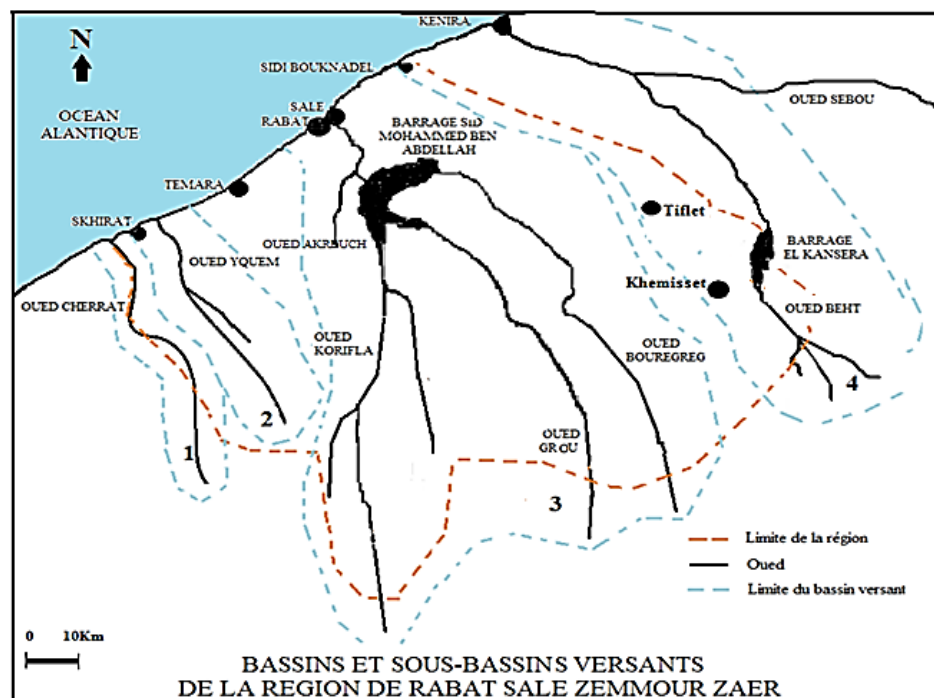 KENIRA
N
SIDI BOUKNADEL
OUED SEBOU
OCEAN
ALANTIQUE
SALE
RABAT
BARRAGE SID
MOHAMMED BEN
ABDELLAH
TEMARA
Tiflet
SKHIRAT
OUED AKREUCH
BARRAGE
EL KANSERA
OUED YQUEM
Khemisset
OUED CHERRAT
OUED BEHT
OUED
KORIFLA
OUED
BOUREGREG
4
2
OUED
GROU
1
3
Limite de la région
Oued
Limite du bassin versant
0 10Km
BASSINS ET SOUS-BASSINS VERSANTS
DE LA REGION DE RABAT SALE ZEMMOUR ZAER